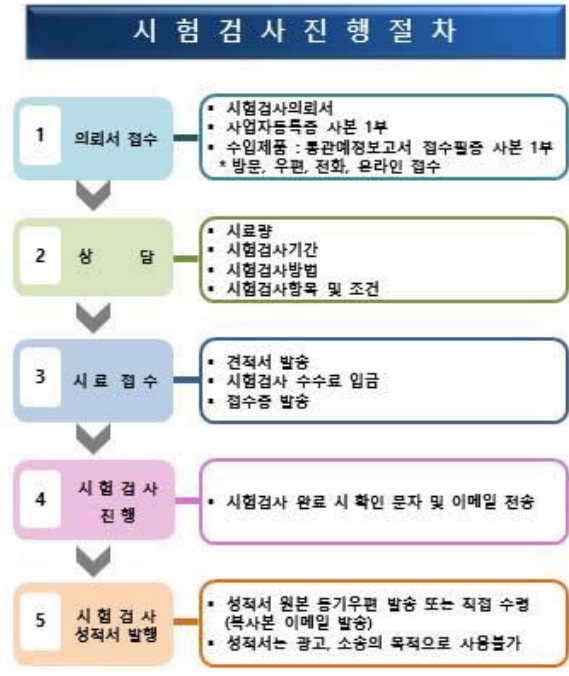 시 험 검 사 진 행 절 차
1
의뢰서 접수
▪ 시험검사의뢰서
▪ 사업자등록증 사본 1부
▪ 수입제품 : 통관예정보고서 접수필증 사본 1부
* 방문, 우편, 전화, 온라인 접수
2
상 담
▪ 시료량
▪ 시험검사기간
▪ 시험검사방법
▪ 시험검사항목 및 조건
3
시 료 접 수
▪ 견적서 발송
▪ 시험검사 수수료 입금
▪ 접수증 발송
4
시 험 검 사
진 행
▪ 시험검사 완료 시 확인 문자 및 이메일 전송
5
시 험 검 사
성적서 발행
▪ 성적서 원본 등기우편 발송 또는 직접 수령
(복사본 이메일 발송)
▪ 성적서는 광고, 소송의 목적으로 사용불가